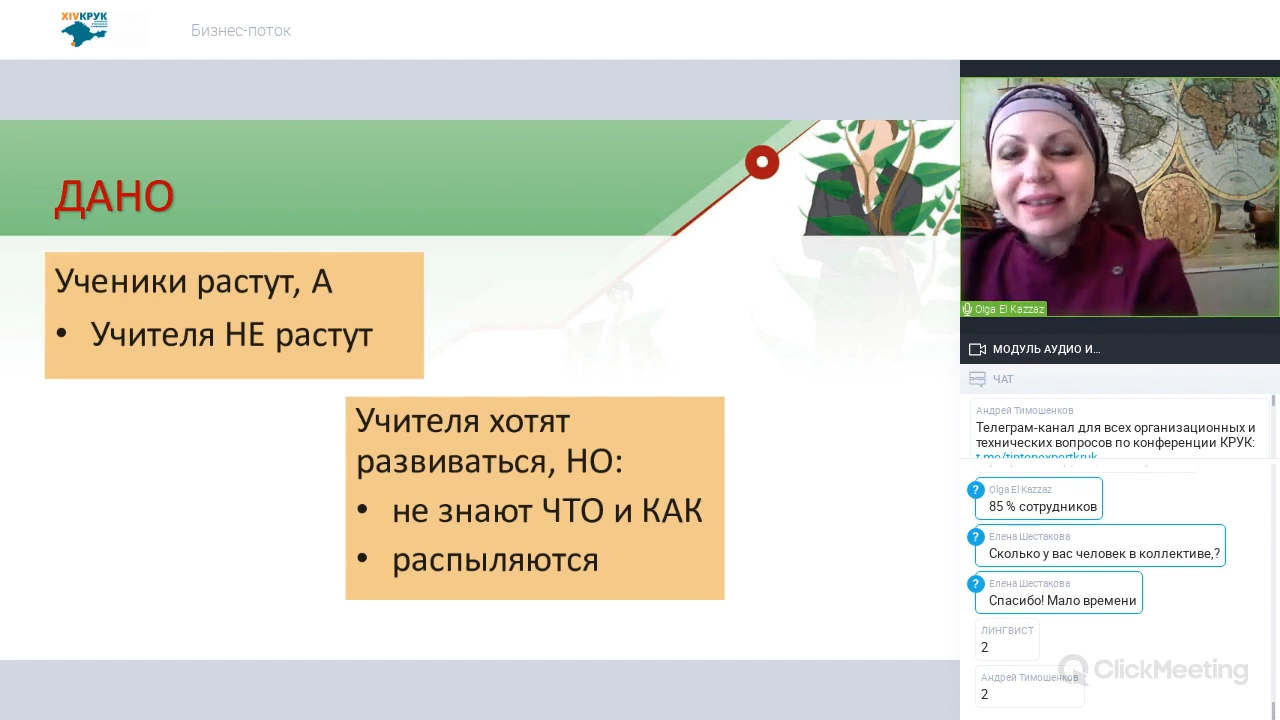 XIVКРУК
Бизнес-поток
ДАНО
Ученики растут, А
• Учителя НЕ растут
Учителя хотят
развиваться, НО:
• не знают ЧТО и КАК
• распыляются
Olga El Kazzaz
МОДУЛЬ АУДИО И...
ЧАТ
Андрей Тимошенков
Телеграм-канал для всех организационных и
технических вопросов по конференции КРУК:
t.me/tiptopexpertkruk
Olga El Kazzaz
85 % сотрудников
Елена Шестакова
Сколько у вас человек в коллективе,?
Елена Шестакова
Спасибо! Мало времени
ЛИНГВИСТ
2
Андрей Тимошенков
2
ClickMeeting